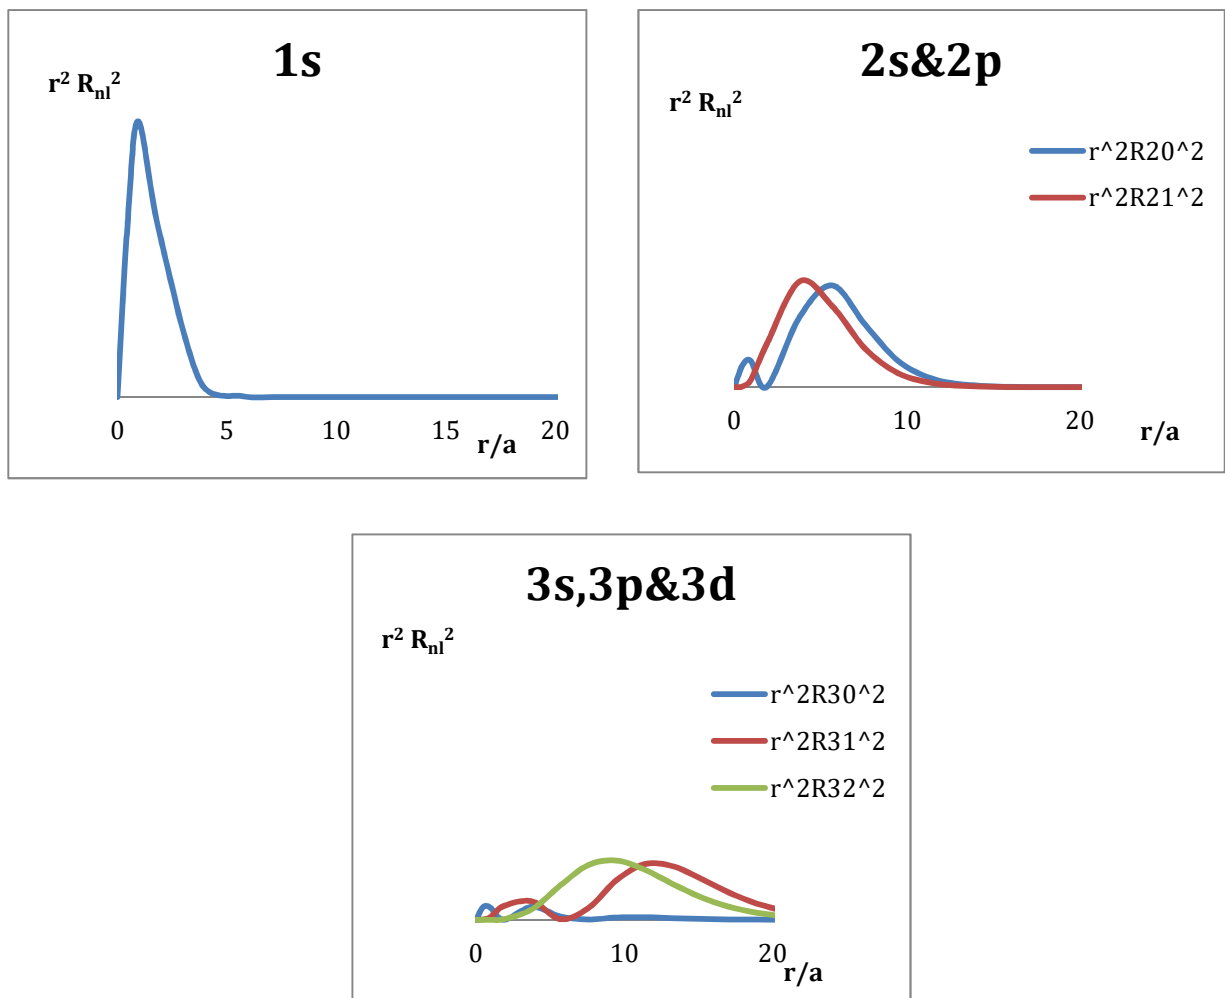 1s
r² Rₙₗ²
0 5 10 15 20
r/a
2s&2p
r² Rₙₗ²
r^2R20^2
r^2R21^2
0 10 20
r/a
3s,3p&3d
r² Rₙₗ²
r^2R30^2
r^2R31^2
r^2R32^2
0 10 20
r/a